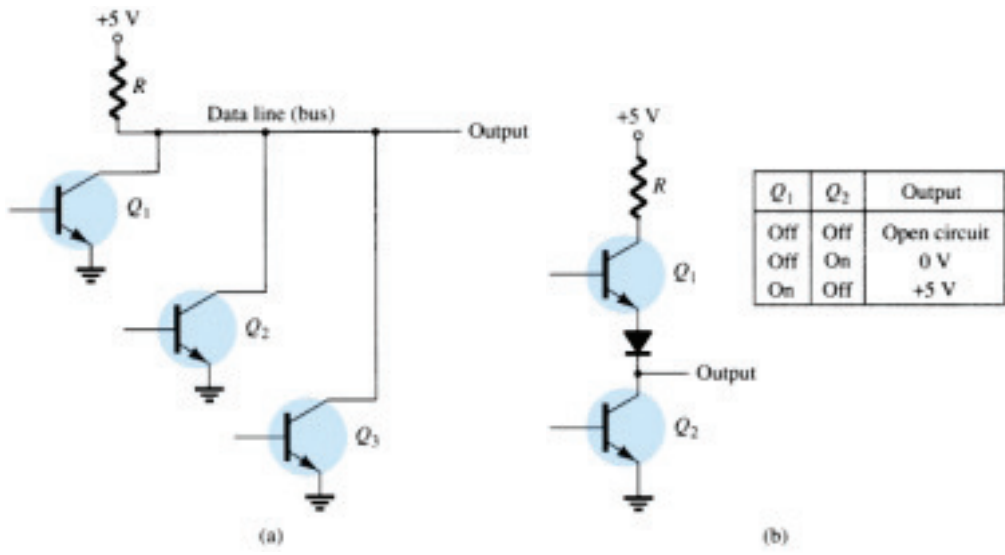 +5 V
R
Data line (bus)
Output
Q1
Q2
Q3
(a)
+5 V
R
Q1
Output
Q2
(b)
Q1 Q2 Output
Off Off Open circuit
Off On 0 V
On Off +5 V